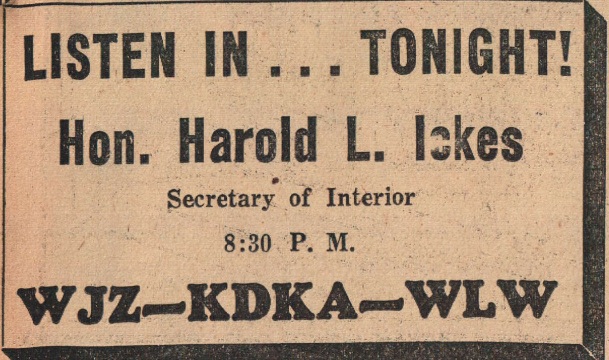 LISTEN IN . . . TONIGHT!
Hon. Harold L. Ickes
Secretary of Interior
8:30 P. M.
WJZ—KDKA—WLW